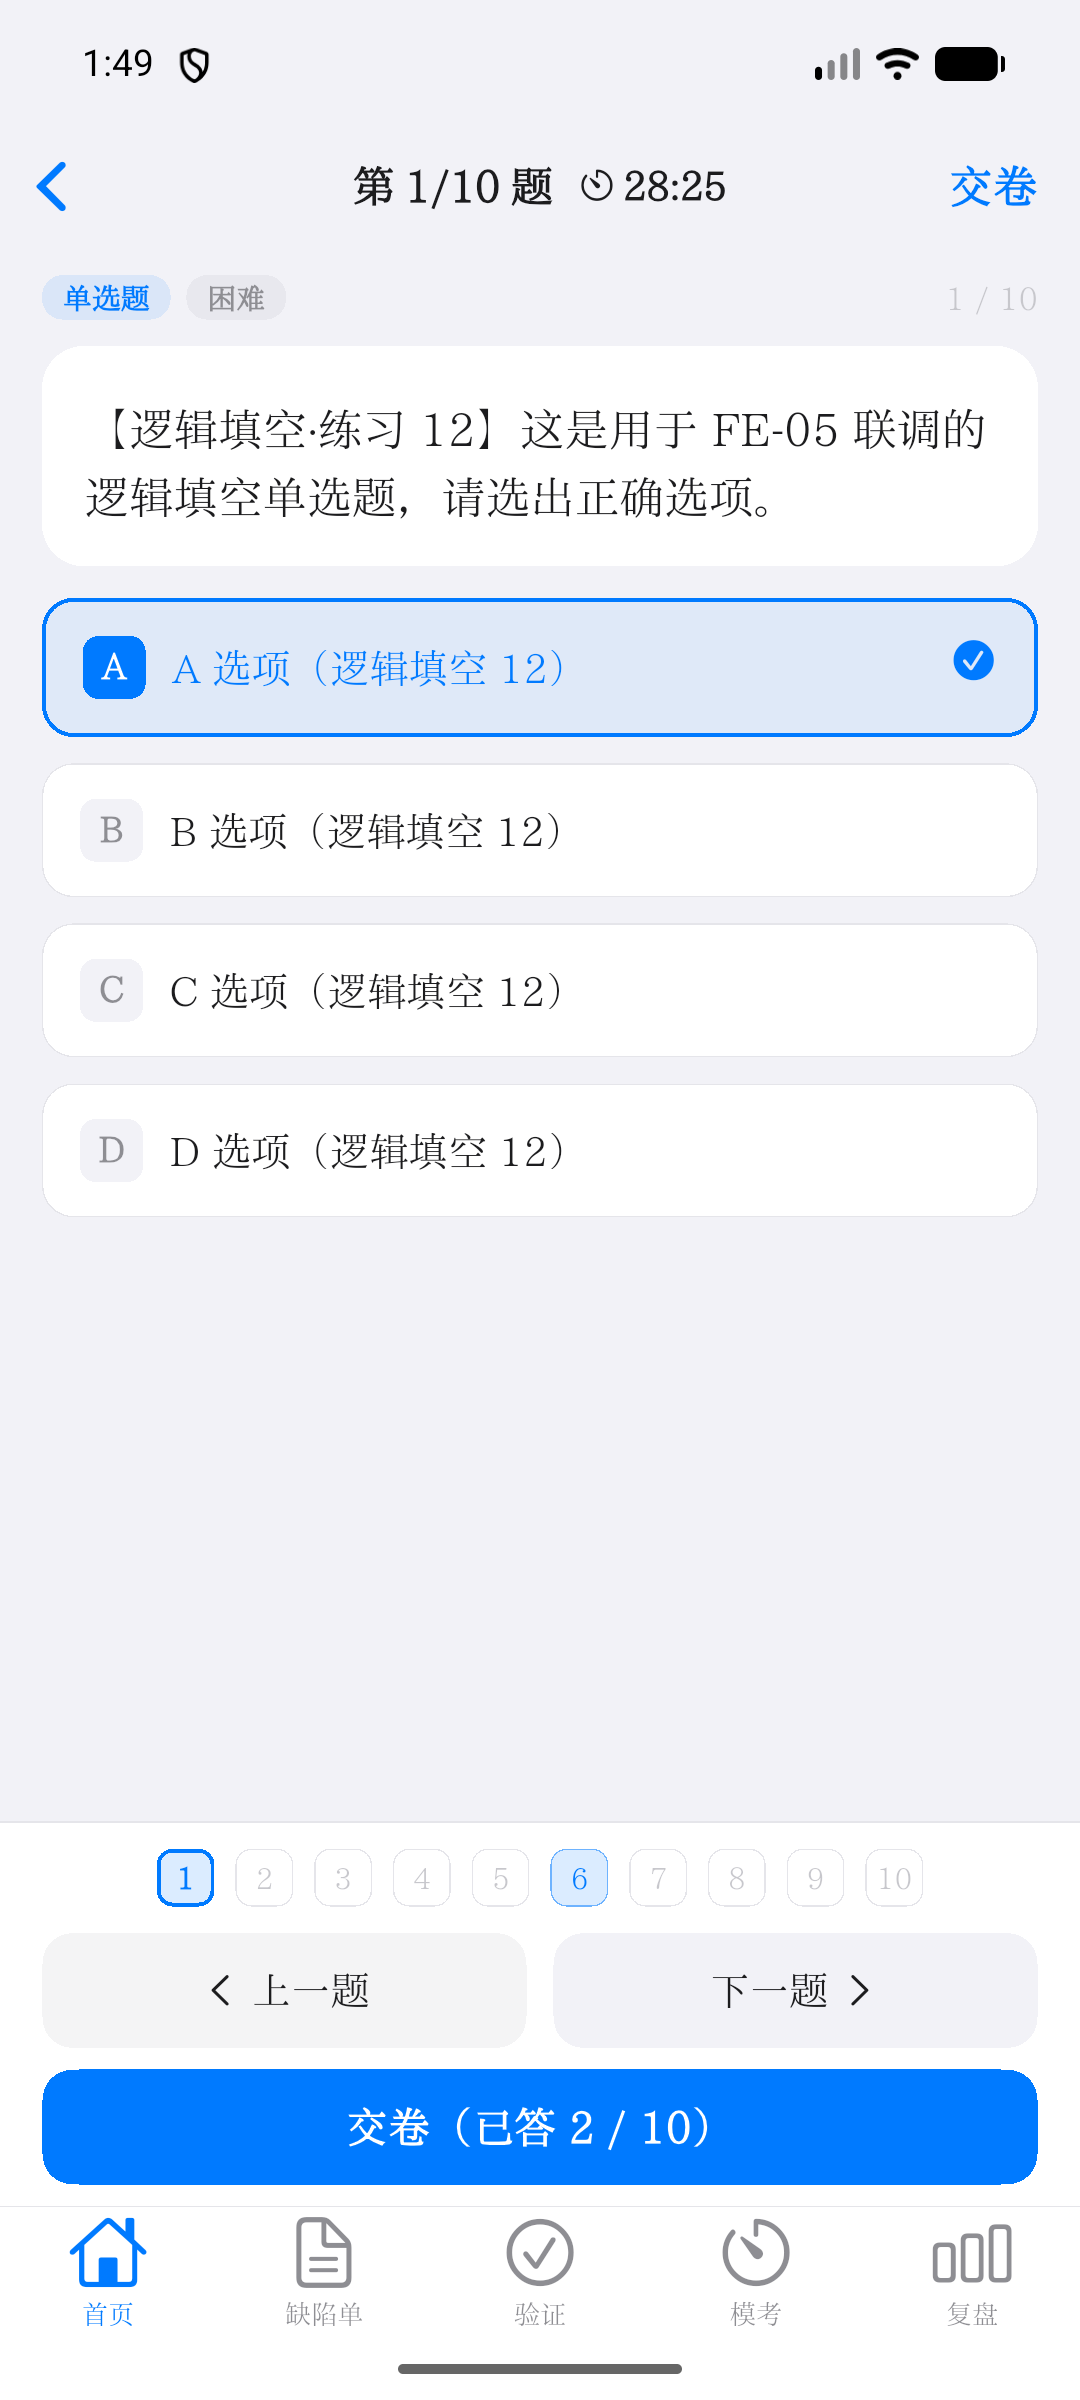 1:49
第 1/10 题 28:25
交卷
单选题 困难
1 / 10
【逻辑填空·练习 12】这是用于 FE-05 联调的
逻辑填空单选题，请选出正确选项。
A A 选项（逻辑填空 12）
B B 选项（逻辑填空 12）
C C 选项（逻辑填空 12）
D D 选项（逻辑填空 12）
1 2 3 4 5 6 7 8 9 10
上一题 下一题
交卷（已答 2 / 10）
首页 缺陷单 验证 模考 复盘